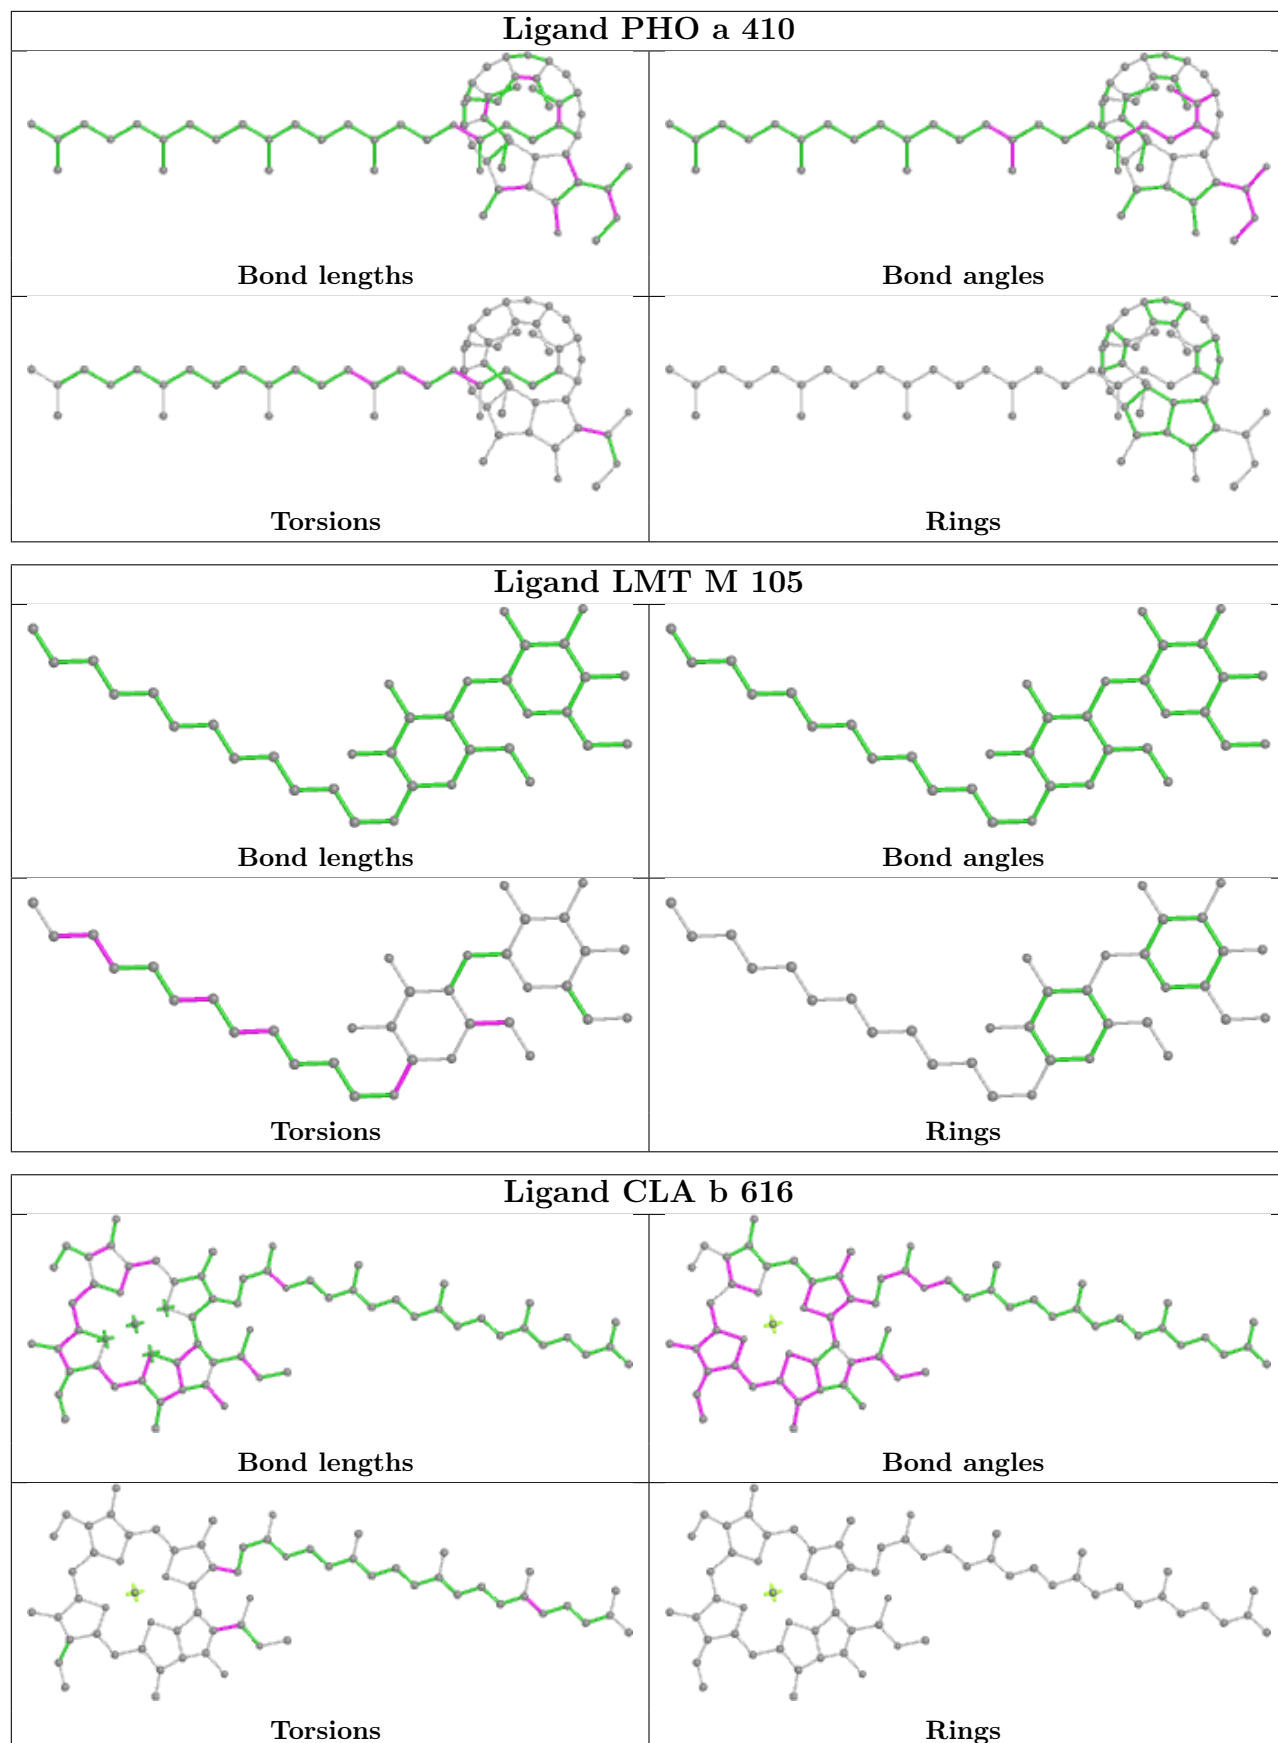 Ligand PHO a 410
Bond lengths
Bond angles
Torsions
Rings
Ligand LMT M 105
Bond lengths
Bond angles
Torsions
Rings
Ligand CLA b 616
Bond lengths
Bond angles
Torsions
Rings